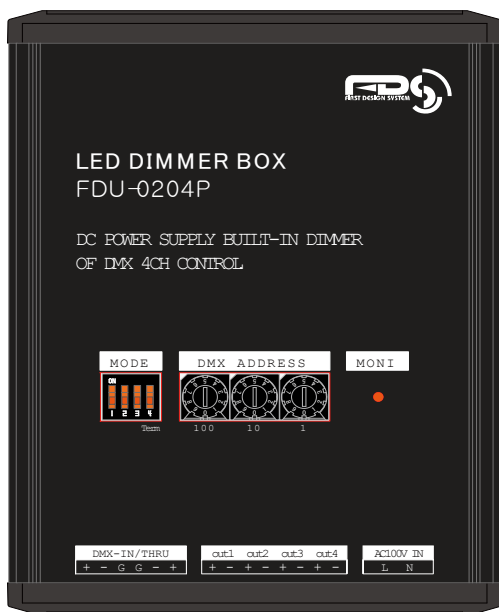 FDS
FIRST DESIGN SYSTEM
LED DIMMER BOX
FDU-0204P
DC POWER SUPPLY BUILT-IN DIMMER
OF DMX 4CH CONTROL
MODE DMX ADDRESS MONI
ON
1 2 3 4
Term 100 10 1
DMX-IN/THRU out1 out2 out3 out4 AC100V IN
+ - G G - + + - + - + - + - L N